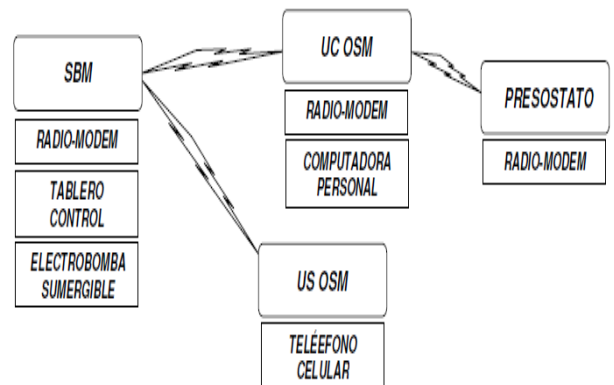 SBM
RADIO-MODEM
TABLERO
CONTROL
ELECTROBOMBA
SUMERGIBLE
UC OSM
RADIO-MODEM
COMPUTADORA
PERSONAL
PRESOSTATO
RADIO-MODEM
US OSM
TELÉEFONO
CELULAR